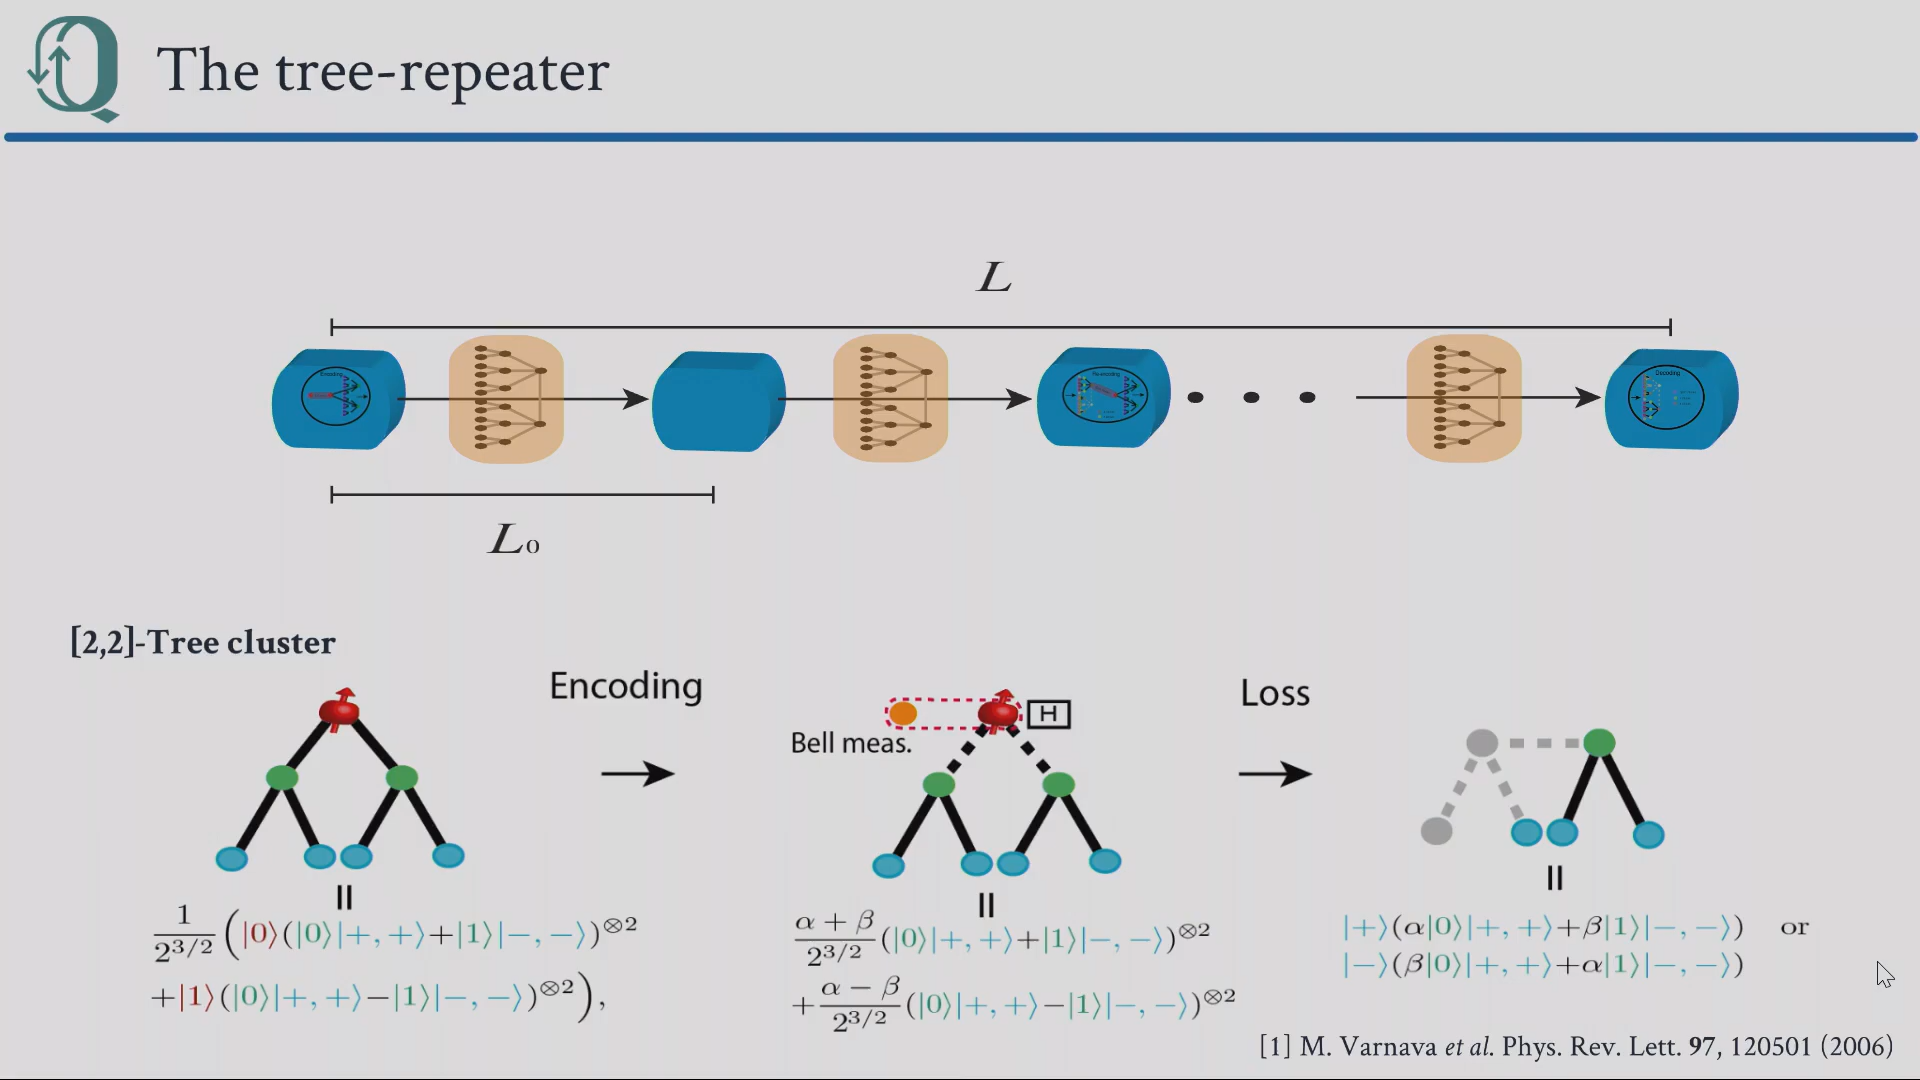 The tree-repeater
L
Encoding
L₀
[2,2]-Tree cluster
Encoding
Loss
H
Bell meas.
=
=
=
1/2^{3/2} (|0⟩(|0⟩|+, +⟩+|1⟩|−, −⟩)^{⊗2}
+|1⟩(|0⟩|+, +⟩−|1⟩|−, −⟩)^{⊗2}),
(α + β)/2^{3/2} (|0⟩|+, +⟩+|1⟩|−, −⟩)^{⊗2}
+ (α − β)/2^{3/2} (|0⟩|+, +⟩−|1⟩|−, −⟩)^{⊗2}
|+⟩(α|0⟩|+, +⟩+β|1⟩|−, −⟩) or
|−⟩(β|0⟩|+, +⟩+α|1⟩|−, −⟩)
[1] M. Varnava et al. Phys. Rev. Lett. 97, 120501 (2006)